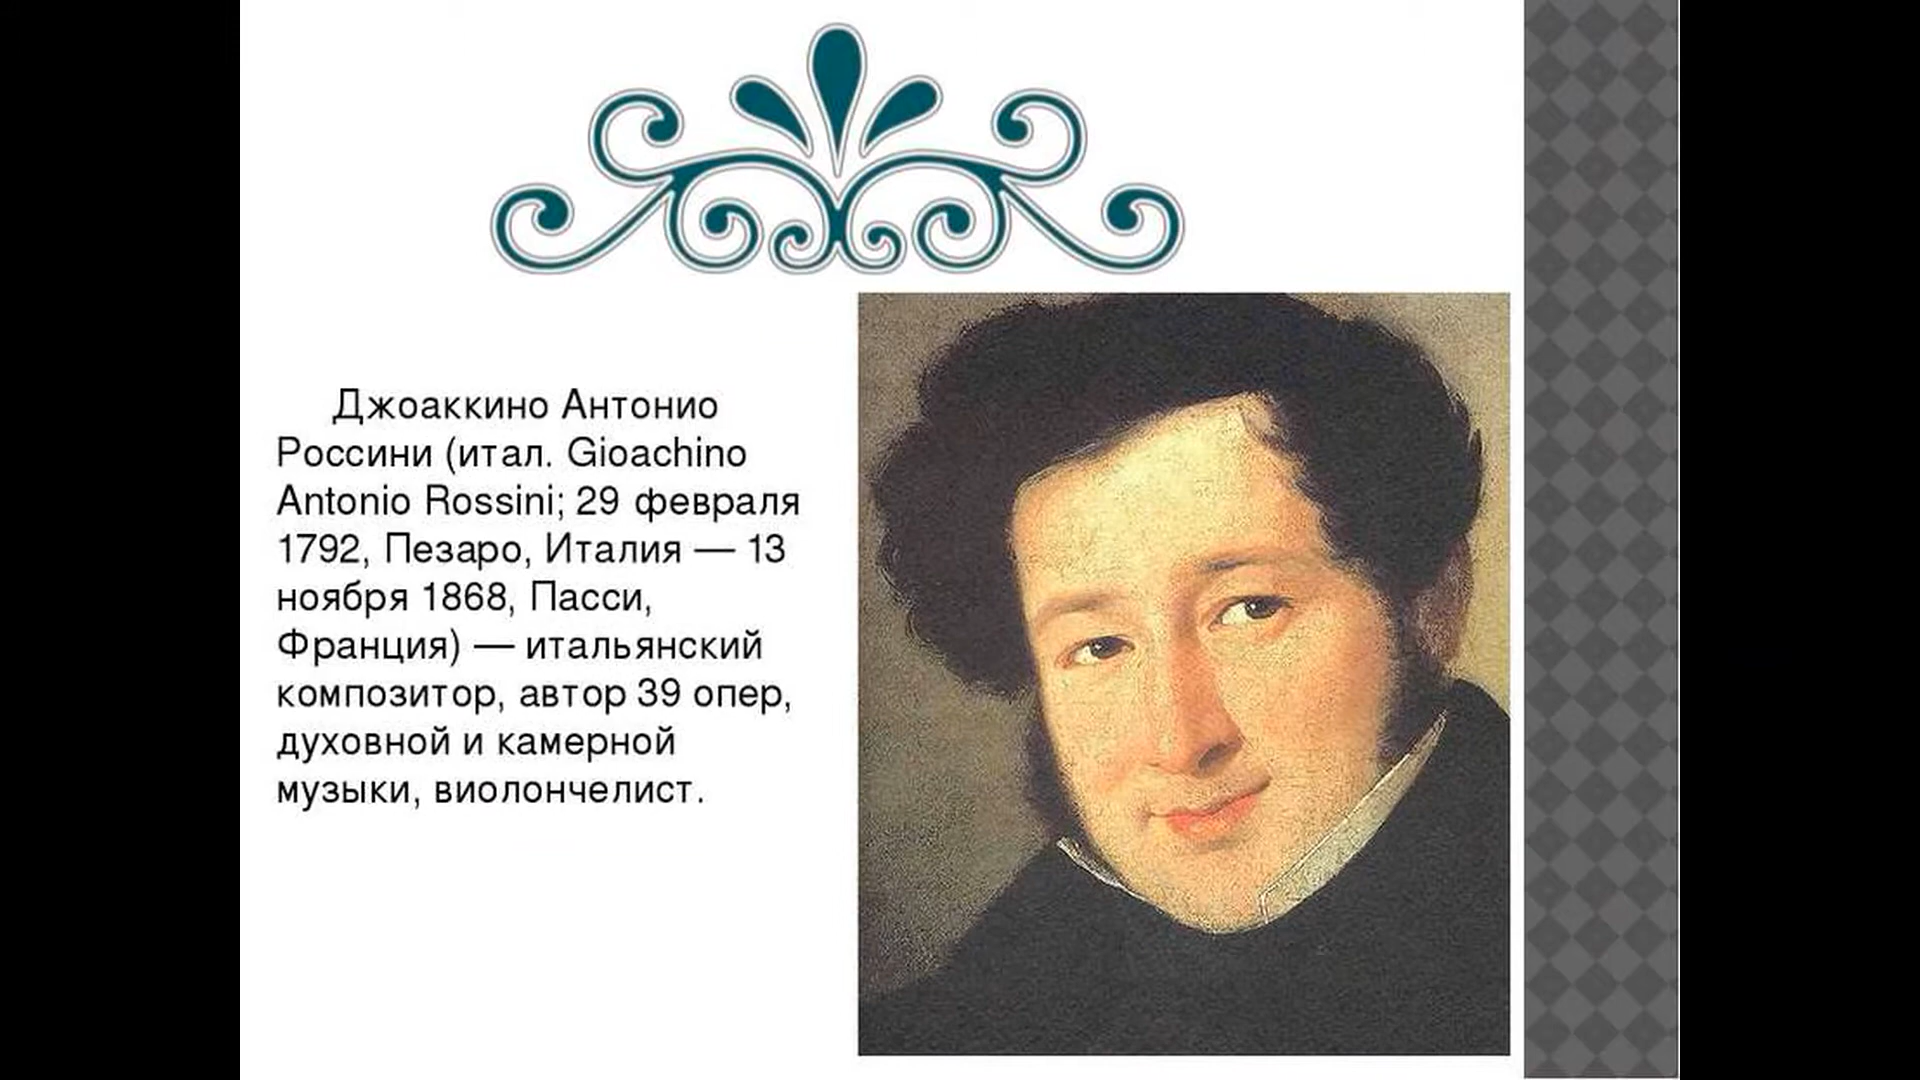 Джоаккино Антонио
Россини (итал. Gioachino
Antonio Rossini; 29 февраля
1792, Пезаро, Италия — 13
ноября 1868, Пасси,
Франция) — итальянский
композитор, автор 39 опер,
духовной и камерной
музыки, виолончелист.